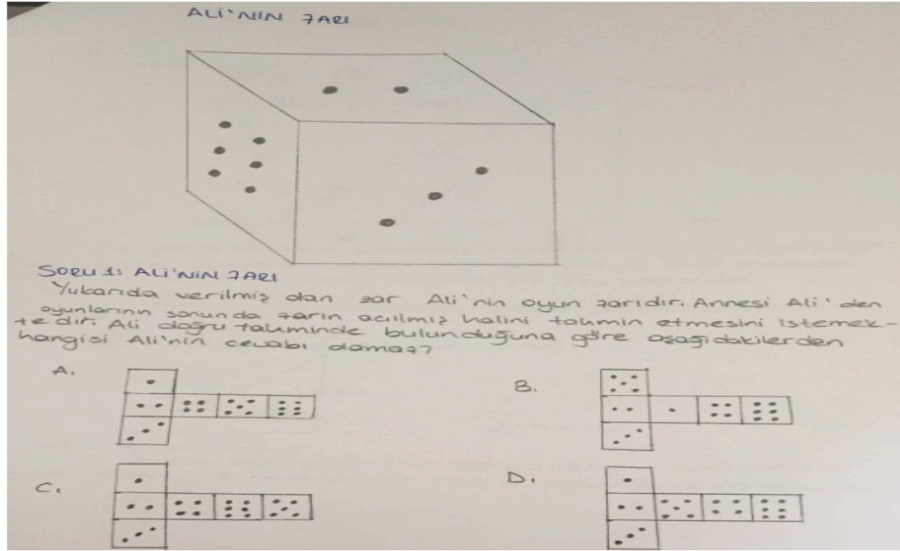 ALİ'NİN ZARI
SORU 1: ALİ'NİN ZARI
Yukarıda verilmiş olan zar Ali'nin oyun zarıdır. Annesi Ali'den
oyunlarının sonunda zarın açılmış halini tahmin etmesini istemek-
tedir. Ali doğru tahminde bulunduğuna göre aşağıdakilerden
hangisi Ali'nin cevabı olamaz?
A.
B.
C.
D.